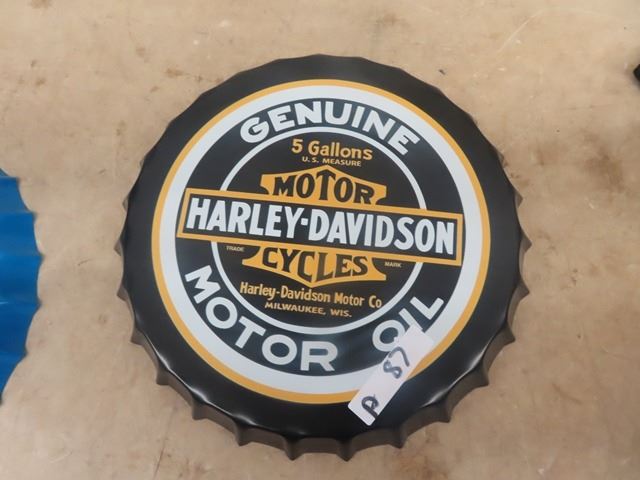 GENUINE
5 Gallons
U.S. MEASURE
MOTOR
HARLEY-DAVIDSON
TRADE MARK
CYCLES
Harley-Davidson Motor Co
MILWAUKEE, WIS.
MOTOR OIL
P 87